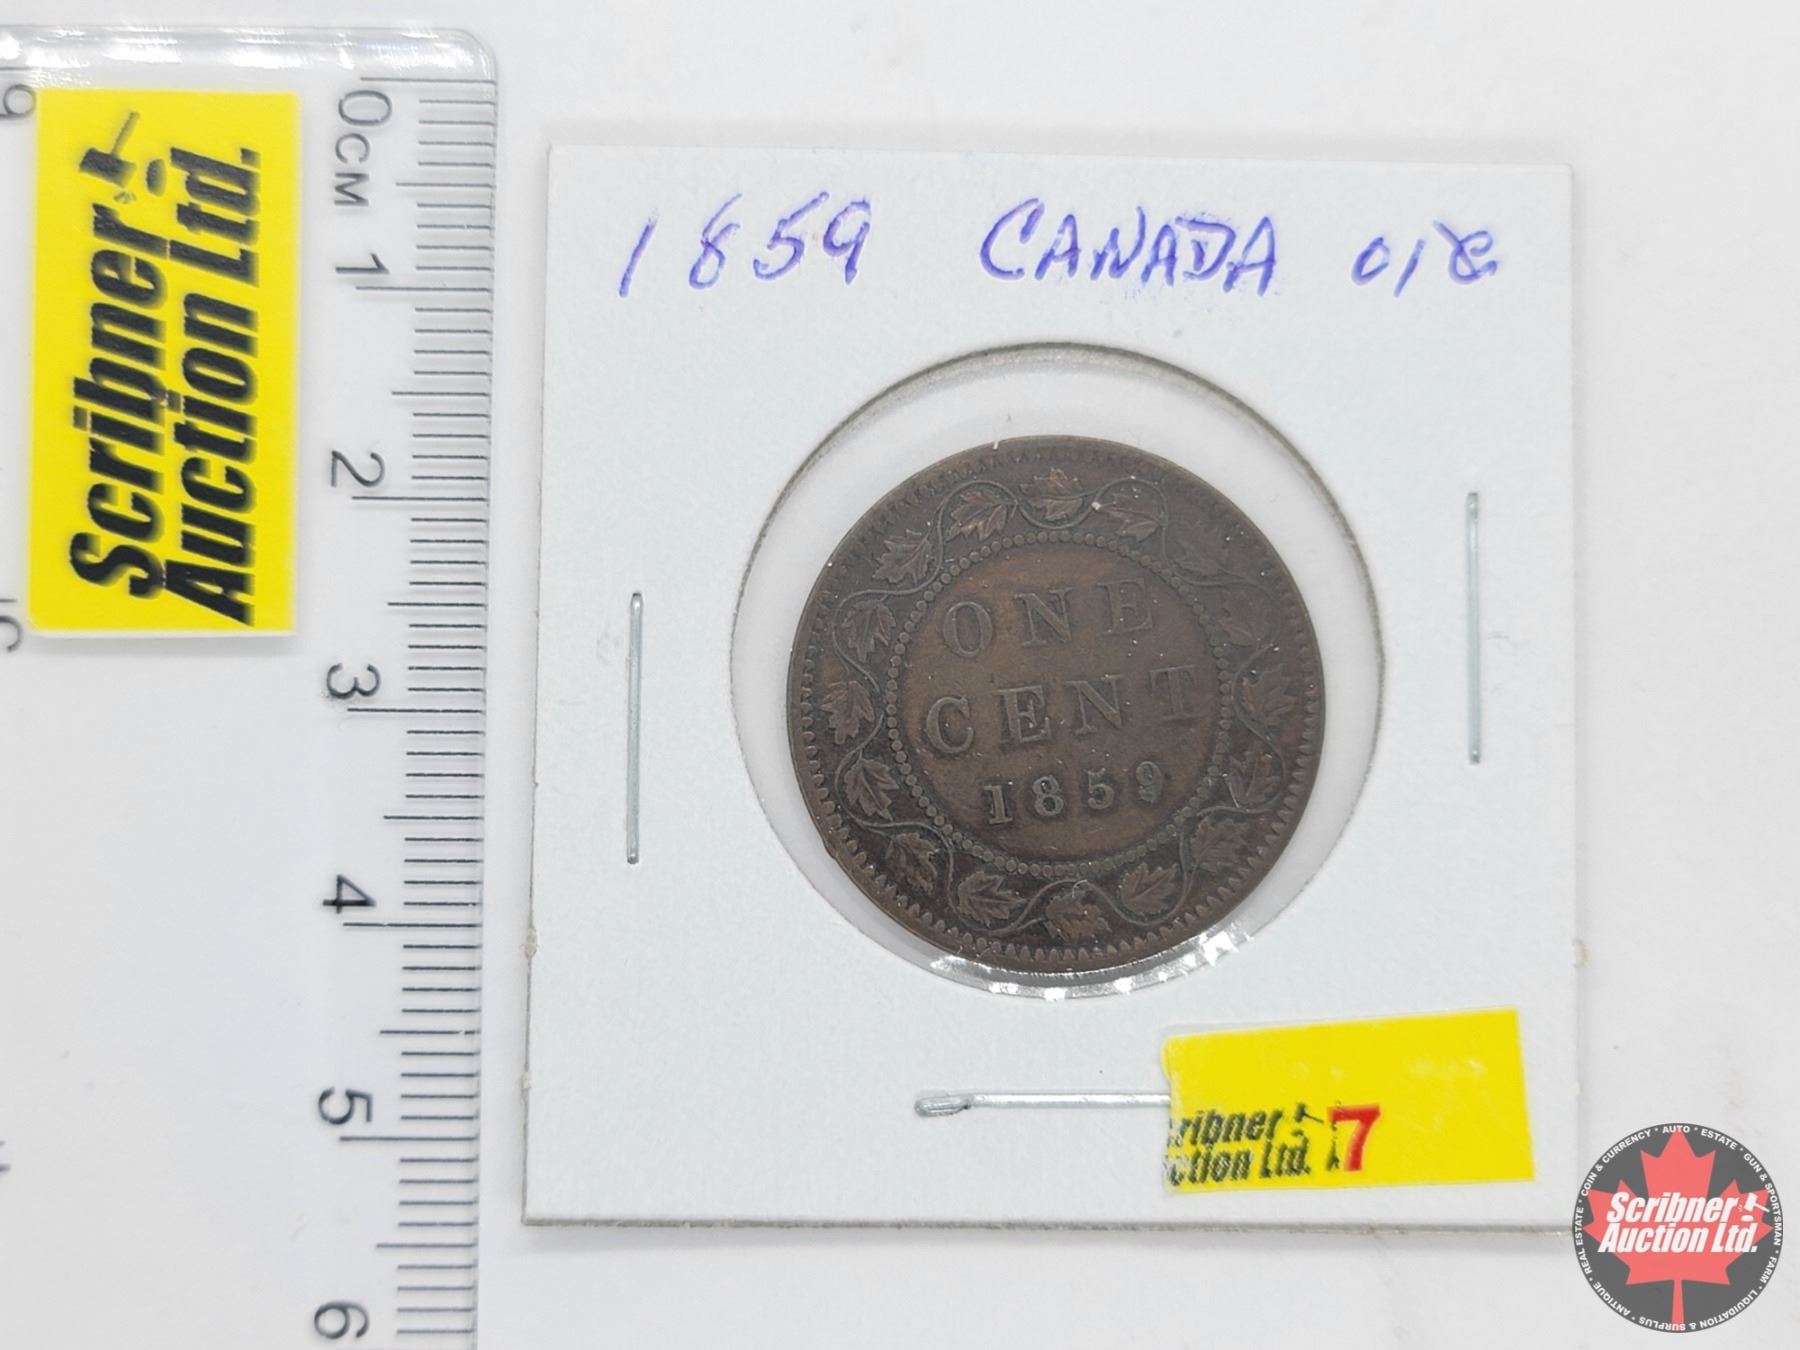 Scribner
Auction Ltd.
0CM
1
2
3
4
5
6
1859 CANADA 01¢
ONE
CENT
1859
ribner
ction Ltd.
7
COIN & CURRENCY • AUTO • ESTATE • GUN & SPORTSMAN • FARM • LIQUIDATION & SURPLUS • ANTIQUE • REAL ESTATE
Scribner
Auction Ltd.